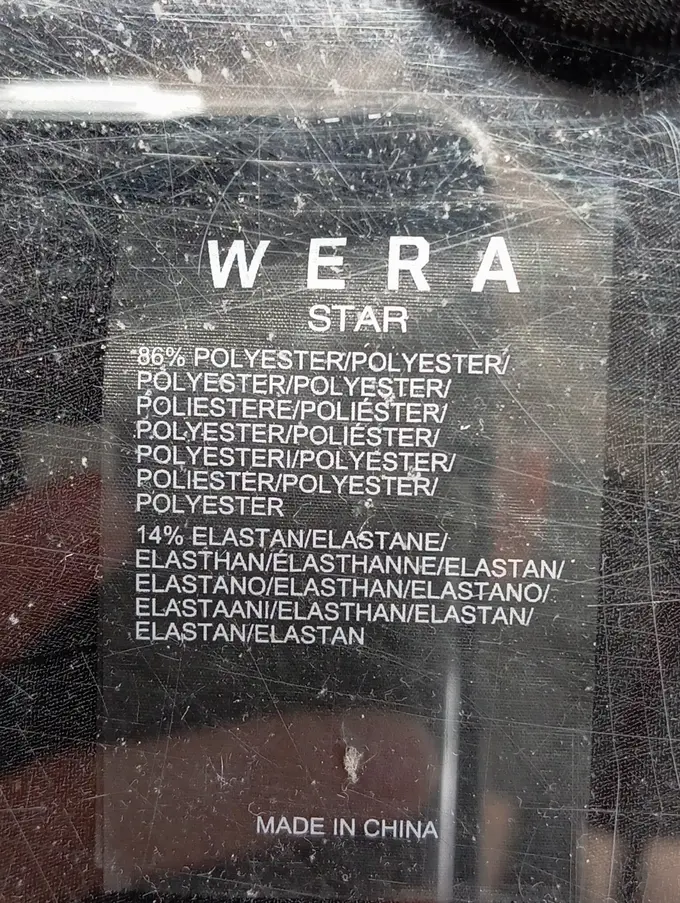 WERA
STAR
86% POLYESTER/POLYESTER/
POLYESTER/POLYESTER/
POLIESTERE/POLIÉSTER/
POLYESTER/POLIÉSTER/
POLYESTERI/POLYESTER/
POLIESTER/POLYESTER/
POLYESTER
14% ELASTAN/ELASTANE/
ELASTHAN/ÉLASTHANNE/ELASTAN/
ELASTANO/ELASTHAN/ELASTANO/
ELASTAANI/ELASTHAN/ELASTAN/
ELASTAN/ELASTAN
MADE IN CHINA